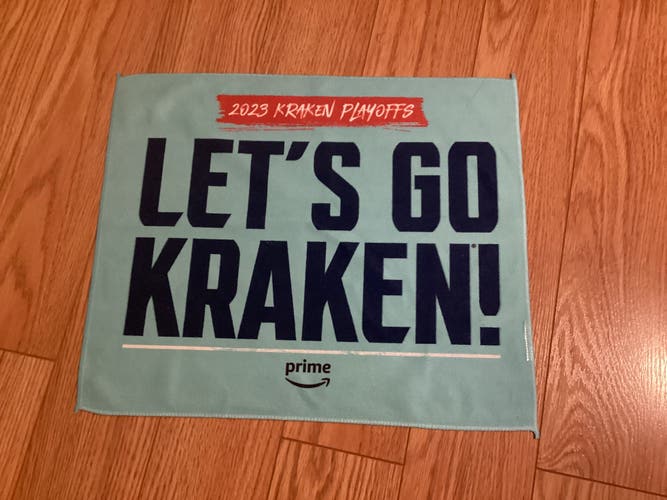 2023 KRAKEN PLAYOFFS
LET'S GO
KRAKEN!
prime